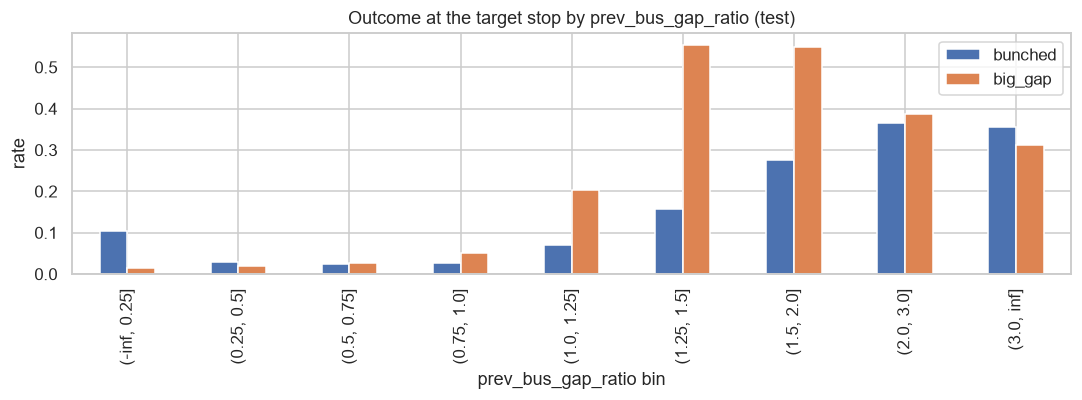 Outcome at the target stop by prev_bus_gap_ratio (test)
bunched
big_gap
rate
0.5
0.4
0.3
0.2
0.1
0.0
(-inf, 0.25]
(0.25, 0.5]
(0.5, 0.75]
(0.75, 1.0]
(1.0, 1.25]
(1.25, 1.5]
(1.5, 2.0]
(2.0, 3.0]
(3.0, inf]
prev_bus_gap_ratio bin